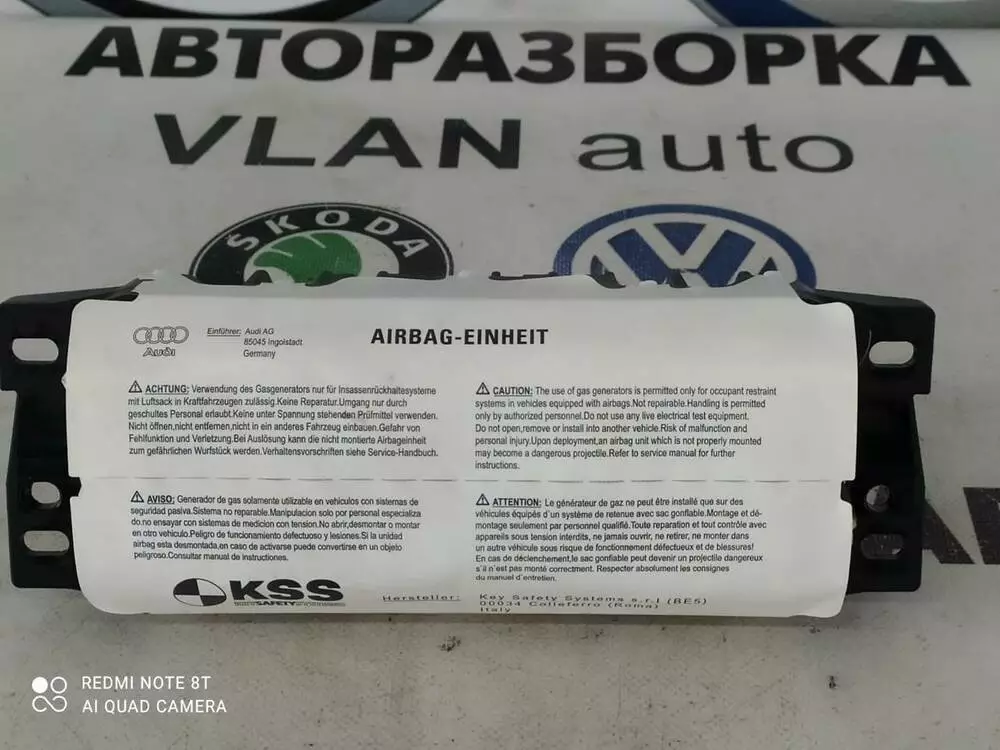 АВТОРАЗБОРКА
VLAN auto
ŠKODA
Audi
Einführer: Audi AG
85045 Ingolstadt
Germany
AIRBAG-EINHEIT
⚠ ACHTUNG: Verwendung des Gasgenerators nur für Insassenrückhaltesysteme
mit Luftsack in Kraftfahrzeugen zulässig.Keine Reparatur.Umgang nur durch
geschultes Personal erlaubt.Keine unter Spannung stehenden Prüfmittel verwenden.
Nicht öffnen,nicht entfernen,nicht in ein anderes Fahrzeug einbauen.Gefahr von
Fehlfunktion und Verletzung.Bei Auslösung kann die nicht montierte Airbageinheit
zum gefährlichen Wurfstück werden.Verhaltensvorschriften siehe Service-Handbuch.
⚠ CAUTION: The use of gas generators is permitted only for occupant restraint
systems in vehicles equipped with airbags.Not repairable.Handling is permitted
only by authorized personnel.Do not use any live electrical test equipment.
Do not open,remove or install into another vehicle.Risk of malfunction and
personal injury.Upon deployment,an airbag unit which is not properly mounted
may become a dangerous projectile.Refer to service manual for further
instructions.
⚠ AVISO: Generador de gas solamente utilizable en vehiculos con sistemas de
seguridad pasiva.Sistema no reparable.Manipulacion solo por personal especializa
do.no ensayar con sistemas de medicion con tension.No abrir,desmontar o montar
en otro vehiculo.Peligro de funcionamiento defectuoso y lesiones.Si la unidad
airbag esta desmontada,en caso de activarse puede convertirse en un objeto
peligroso.Consultar manual de instructiones.
⚠ ATTENTION: Le générateur de gaz ne peut être installé que sur des
véhicules équipés d'un système de retenue avec sac gonflable.Montage et dé-
montage seulement par personnel qualifié.Toute reparation et tout contrôle avec
apareils sous tension interdits, ne jamais ouvrir, ne retirer, ne monter dans
un autre véhicule sous risque de fonctionnement défectueux et de blessures!
En cas de déclenchement,le sac gonflable peut devenir un projectile dangereux
s'il n'est pas monté correctment. Respecter absolument les consignes
du manuel d'entretien.
KSS
Hersteller:
Key Safety Systems s.r.l (BE5)
00034 Colleferro (Roma)
Italy
REDMI NOTE 8T
AI QUAD CAMERA